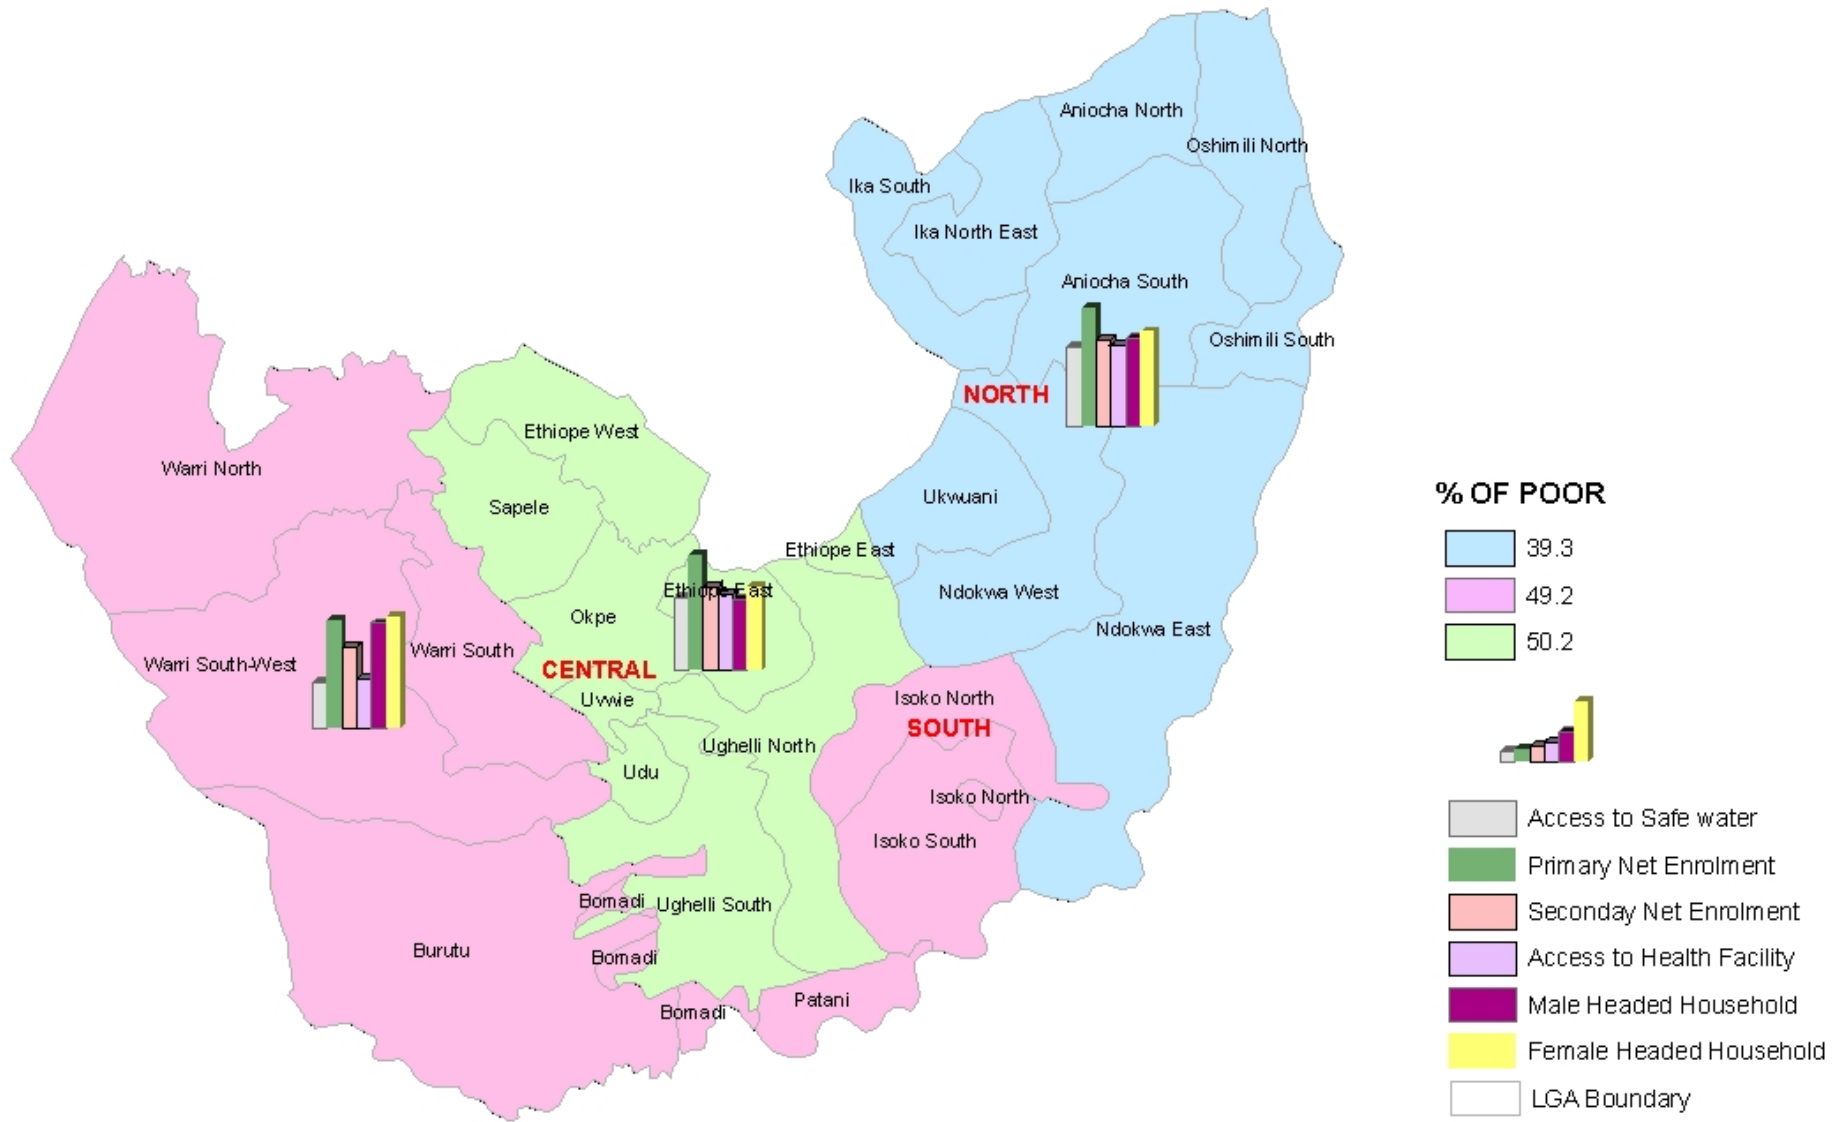 Aniocha North
Oshimili North
Ika South
Ika North East
Aniocha South
Oshimili South
NORTH
Ethiope West
Warri North
Ukwuani
Sapele
Ethiope East
Ethiope East
Ndokwa West
Okpe
Ndokwa East
Warri South
Warri South-West
CENTRAL
Uvwie
Isoko North
SOUTH
Ughelli North
Udu
Isoko North
Isoko South
Bomadi
Ughelli South
Burutu
Bomadi
Patani
Bomadi
% OF POOR
39.3
49.2
50.2
Access to Safe water
Primary Net Enrolment
Seconday Net Enrolment
Access to Health Facility
Male Headed Household
Female Headed Household
LGA Boundary